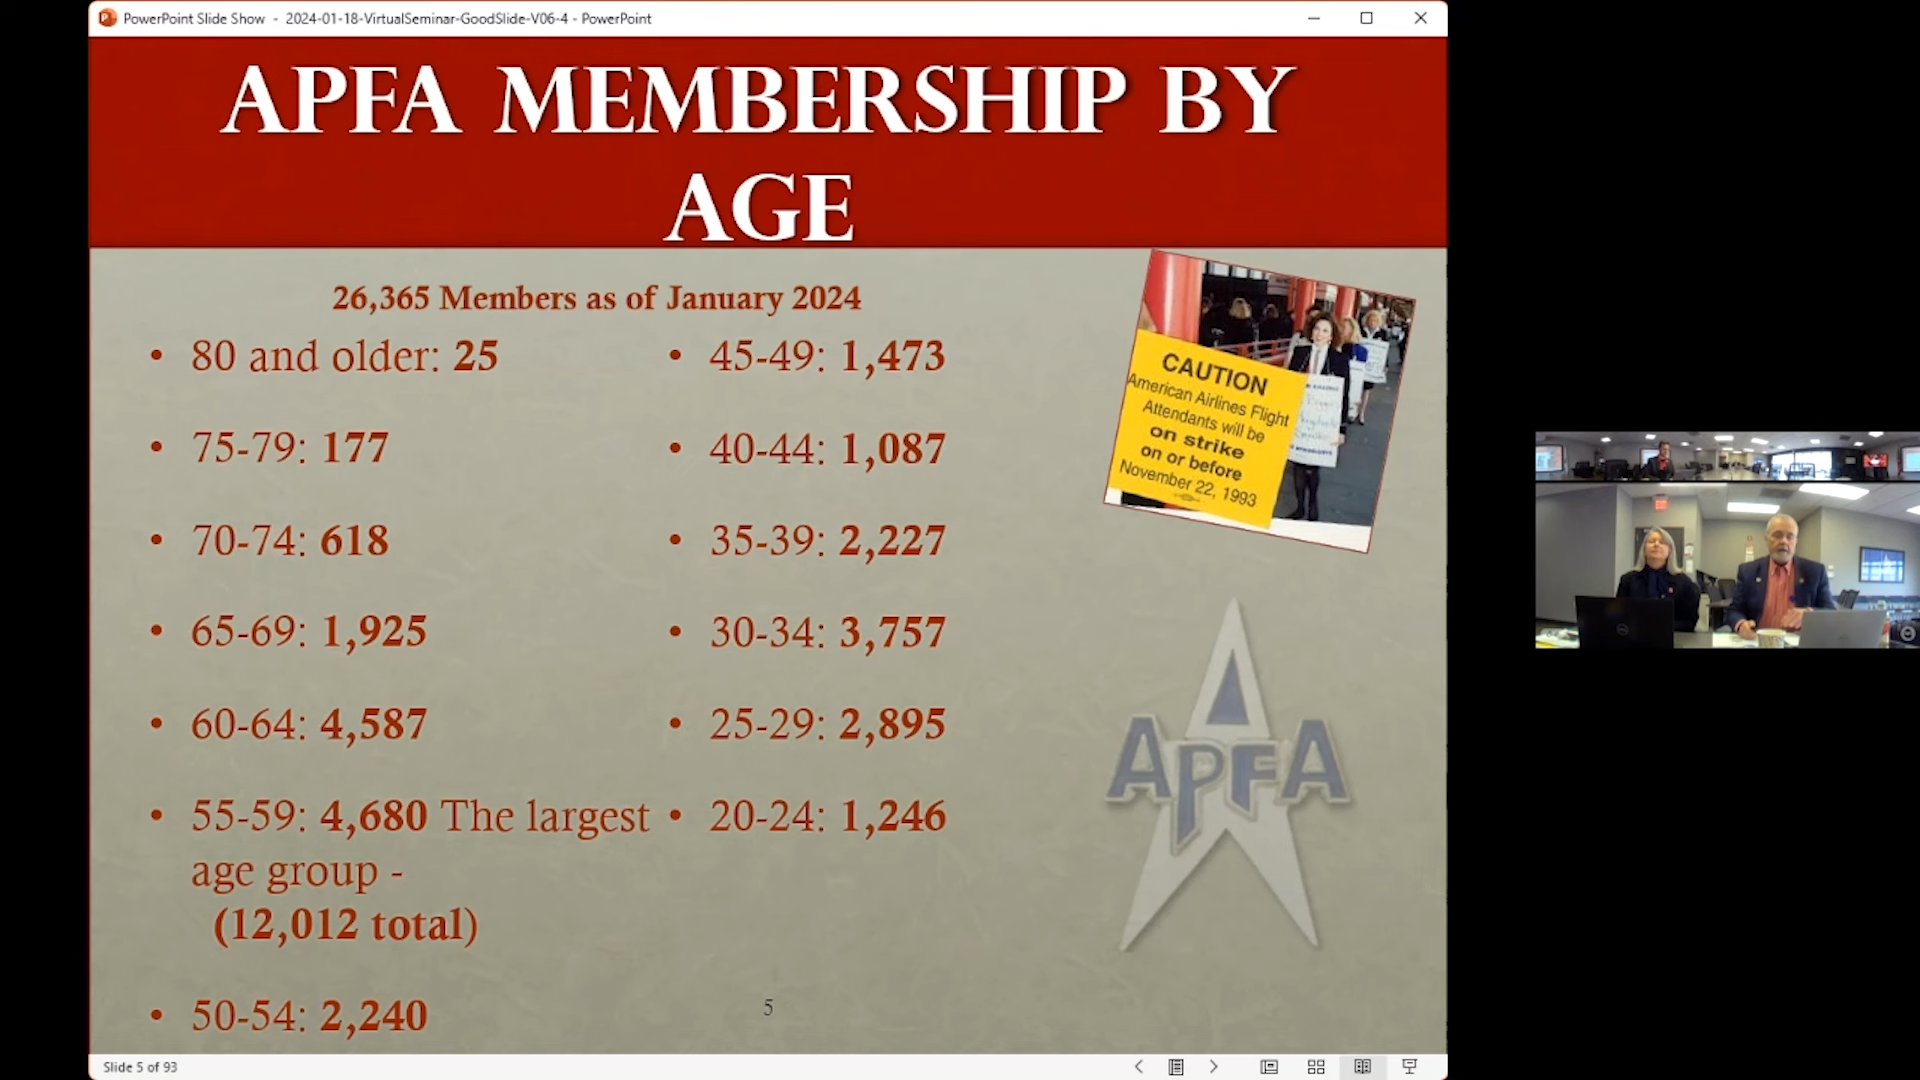 PowerPoint Slide Show - 2024-01-18-VirtualSeminar-GoodSlide-V06-4 - PowerPoint
APFA MEMBERSHIP BY
AGE
26,365 Members as of January 2024
• 80 and older: 25
• 75-79: 177
• 70-74: 618
• 65-69: 1,925
• 60-64: 4,587
• 55-59: 4,680 The largest
age group -
(12,012 total)
• 50-54: 2,240
• 45-49: 1,473
• 40-44: 1,087
• 35-39: 2,227
• 30-34: 3,757
• 25-29: 2,895
• 20-24: 1,246
CAUTION
American Airlines Flight
Attendants will be
on strike
on or before
November 22, 1993
APFA
5
Slide 5 of 93